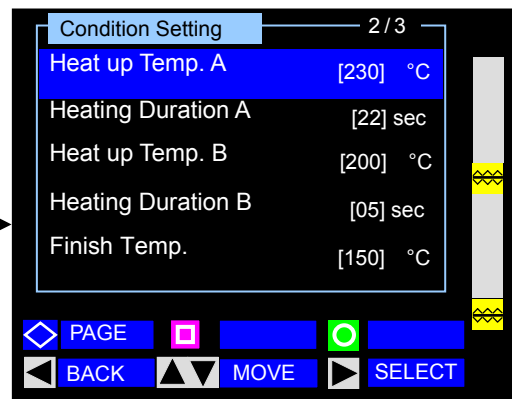 Condition Setting 2/3
Heat up Temp. A [230] °C
Heating Duration A [22] sec
Heat up Temp. B [200] °C
Heating Duration B [05] sec
Finish Temp. [150] °C
PAGE
BACK MOVE SELECT